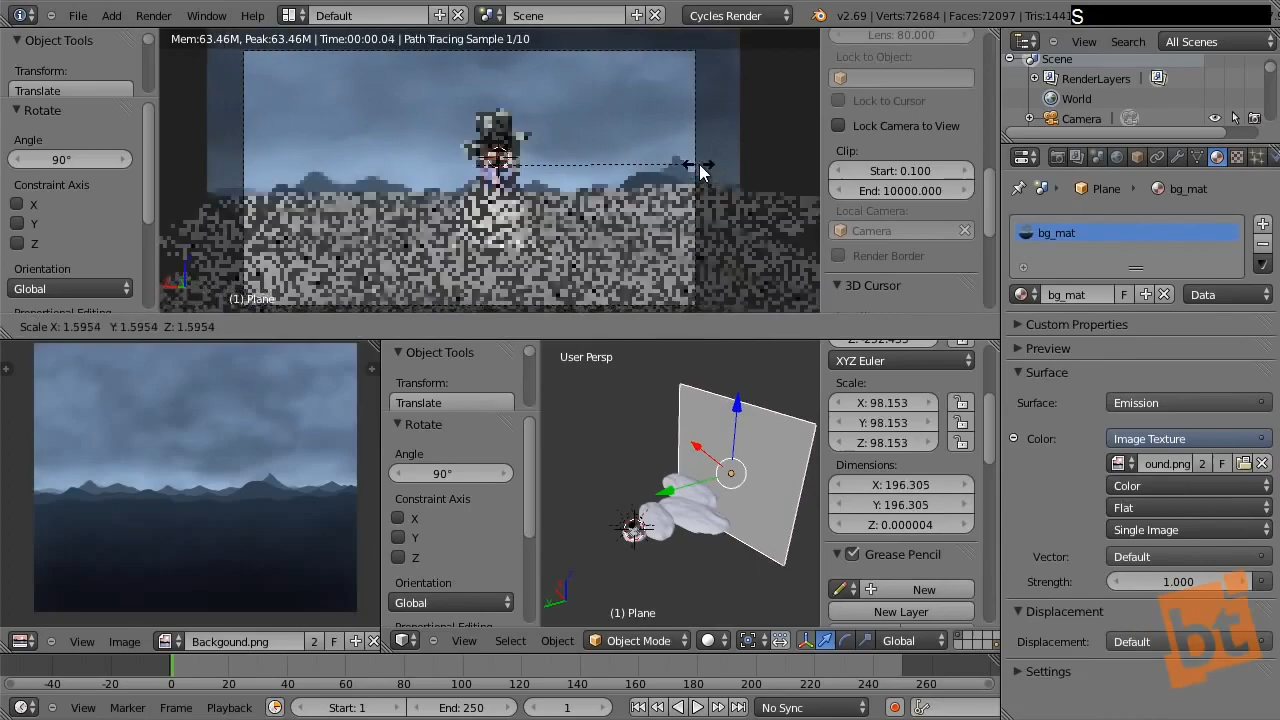 File Add Render Window Help Default Scene Cycles Render v2.69 | Verts:72684 | Faces:72097 | Tris:1441 S
Object Tools
Transform:
Translate
Rotate
Angle
90°
Constraint Axis
X
Y
Z
Orientation
Global
Mem:63.46M, Peak:63.46M | Time:00:00.04 | Path Tracing Sample 1/10
(1) Plane
Lens: 80.000
Lock to Object:
Lock to Cursor
Lock Camera to View
Clip:
Start: 0.100
End: 10000.000
Local Camera:
Camera
Render Border
3D Cursor
View Search All Scenes
Scene
RenderLayers |
World
Camera |
Plane bg_mat
bg_mat
bg_mat F Data
Custom Properties
Preview
Surface
Surface: Emission
Color: Image Texture
ound.png 2 F
Color
Flat
Single Image
Vector: Default
Strength: 1.000
Displacement
Displacement: Default
Settings
bt
Scale X: 1.5954 Y: 1.5954 Z: 1.5954
Object Tools
Transform:
Translate
Rotate
Angle
90°
Constraint Axis
X
Y
Z
Orientation
Global
User Persp
(1) Plane
XYZ Euler
Scale:
X: 98.153
Y: 98.153
Z: 98.153
Dimensions:
X: 196.305
Y: 196.305
Z: 0.000004
Grease Pencil
New
New Layer
View Image Backgound.png 2 F
View Select Object Object Mode Global
-40 -20 0 20 40 60 80 100 120 140 160 180 200 220 240 260
View Marker Frame Playback Start: 1 End: 250 1 No Sync